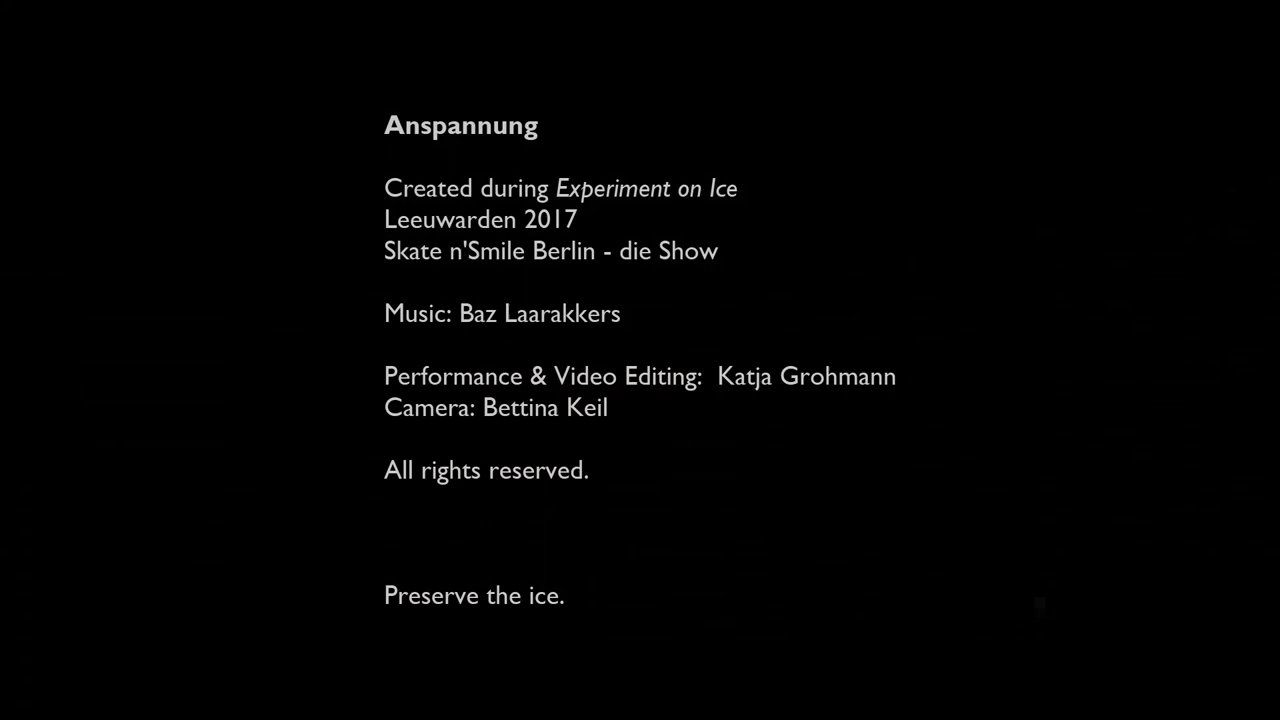 Anspannung
Created during Experiment on Ice
Leeuwarden 2017
Skate n'Smile Berlin - die Show
Music: Baz Laarakkers
Performance & Video Editing:  Katja Grohmann
Camera: Bettina Keil
All rights reserved.
Preserve the ice.